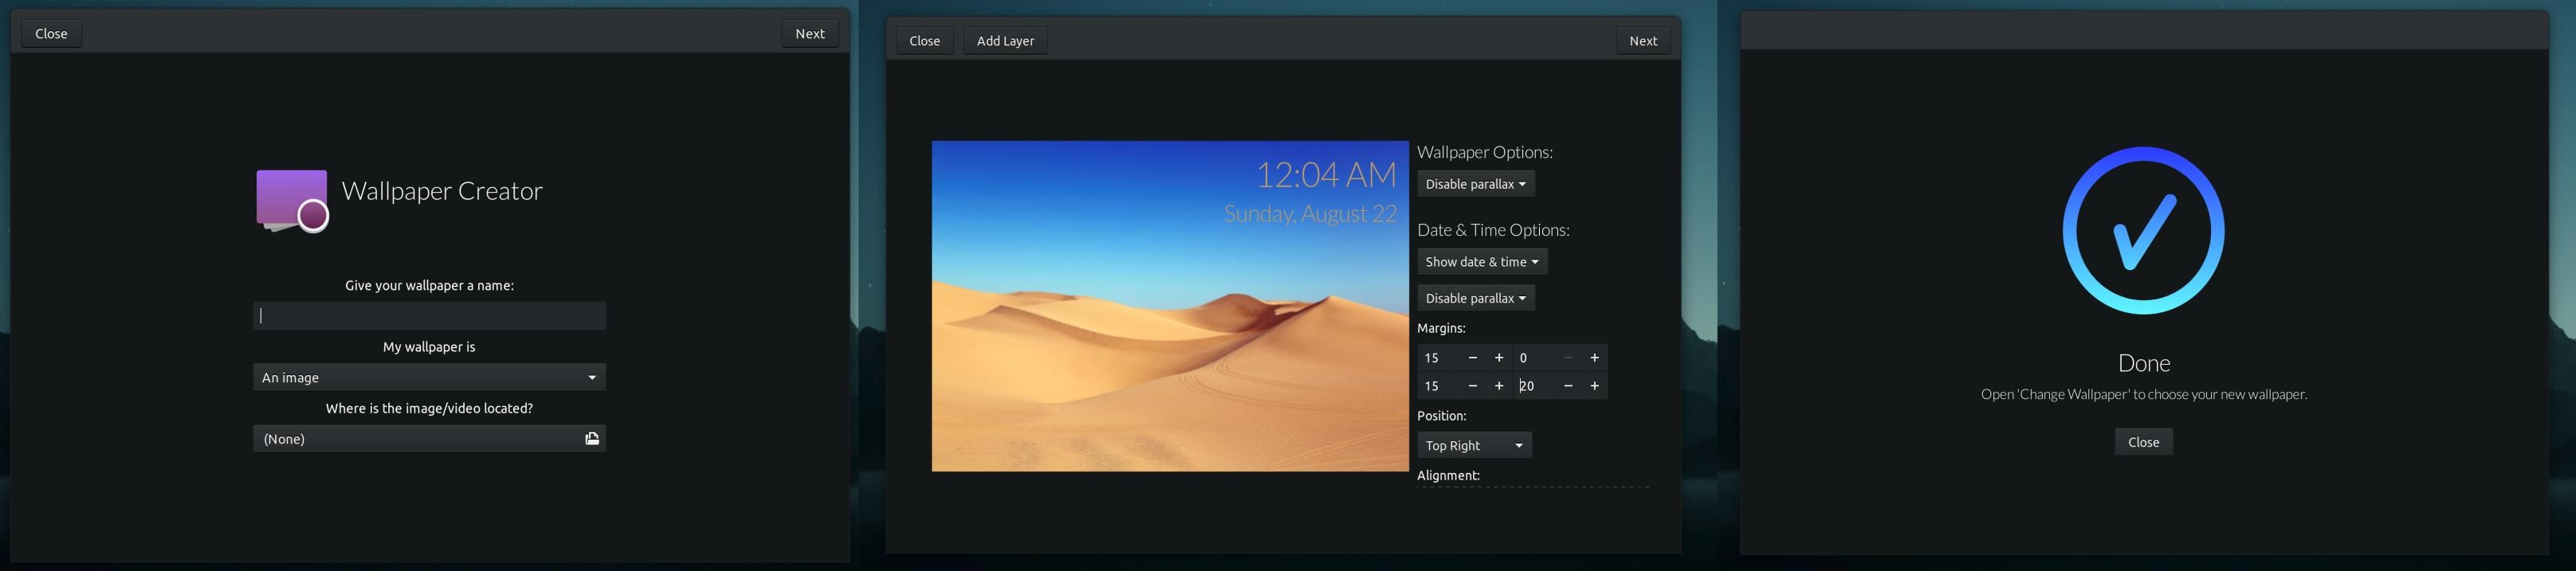 Close
Next
Wallpaper Creator
Give your wallpaper a name:
My wallpaper is
An image
Where is the image/video located?
(None)
Close
Add Layer
Next
12:04 AM
Sunday, August 22
Wallpaper Options:
Disable parallax
Date & Time Options:
Show date & time
Disable parallax
Margins:
15 − + 0 − +
15 − + 20 − +
Position:
Top Right
Alignment:
Done
Open 'Change Wallpaper' to choose your new wallpaper.
Close